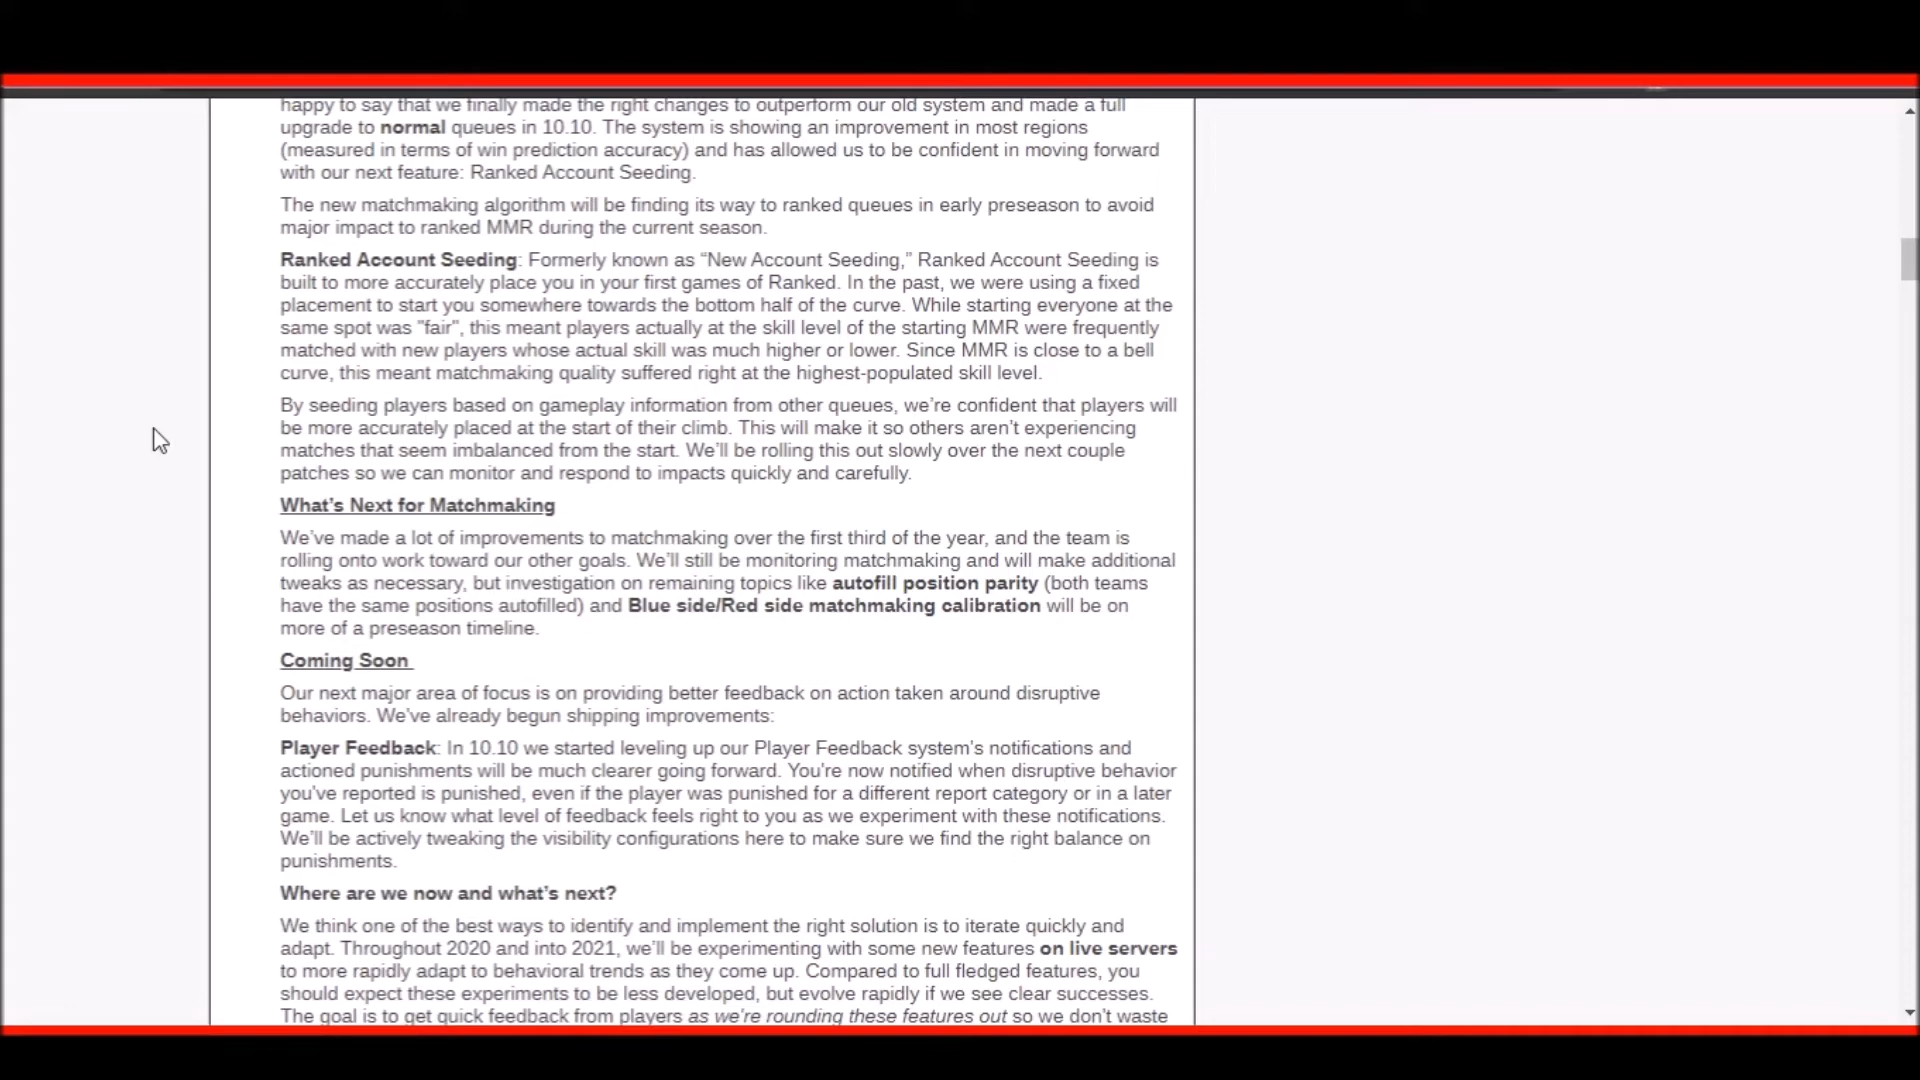 happy to say that we finally made the right changes to outperform our old system and made a full
upgrade to normal queues in 10.10. The system is showing an improvement in most regions
(measured in terms of win prediction accuracy) and has allowed us to be confident in moving forward
with our next feature: Ranked Account Seeding.
The new matchmaking algorithm will be finding its way to ranked queues in early preseason to avoid
major impact to ranked MMR during the current season.
Ranked Account Seeding: Formerly known as “New Account Seeding,” Ranked Account Seeding is
built to more accurately place you in your first games of Ranked. In the past, we were using a fixed
placement to start you somewhere towards the bottom half of the curve. While starting everyone at the
same spot was "fair", this meant players actually at the skill level of the starting MMR were frequently
matched with new players whose actual skill was much higher or lower. Since MMR is close to a bell
curve, this meant matchmaking quality suffered right at the highest-populated skill level.
By seeding players based on gameplay information from other queues, we’re confident that players will
be more accurately placed at the start of their climb. This will make it so others aren’t experiencing
matches that seem imbalanced from the start. We’ll be rolling this out slowly over the next couple
patches so we can monitor and respond to impacts quickly and carefully.
What’s Next for Matchmaking
We’ve made a lot of improvements to matchmaking over the first third of the year, and the team is
rolling onto work toward our other goals. We’ll still be monitoring matchmaking and will make additional
tweaks as necessary, but investigation on remaining topics like autofill position parity (both teams
have the same positions autofilled) and Blue side/Red side matchmaking calibration will be on
more of a preseason timeline.
Coming Soon
Our next major area of focus is on providing better feedback on action taken around disruptive
behaviors. We’ve already begun shipping improvements:
Player Feedback: In 10.10 we started leveling up our Player Feedback system’s notifications and
actioned punishments will be much clearer going forward. You're now notified when disruptive behavior
you’ve reported is punished, even if the player was punished for a different report category or in a later
game. Let us know what level of feedback feels right to you as we experiment with these notifications.
We’ll be actively tweaking the visibility configurations here to make sure we find the right balance on
punishments.
Where are we now and what’s next?
We think one of the best ways to identify and implement the right solution is to iterate quickly and
adapt. Throughout 2020 and into 2021, we’ll be experimenting with some new features on live servers
to more rapidly adapt to behavioral trends as they come up. Compared to full fledged features, you
should expect these experiments to be less developed, but evolve rapidly if we see clear successes.
The goal is to get quick feedback from players as we’re rounding these features out so we don’t waste